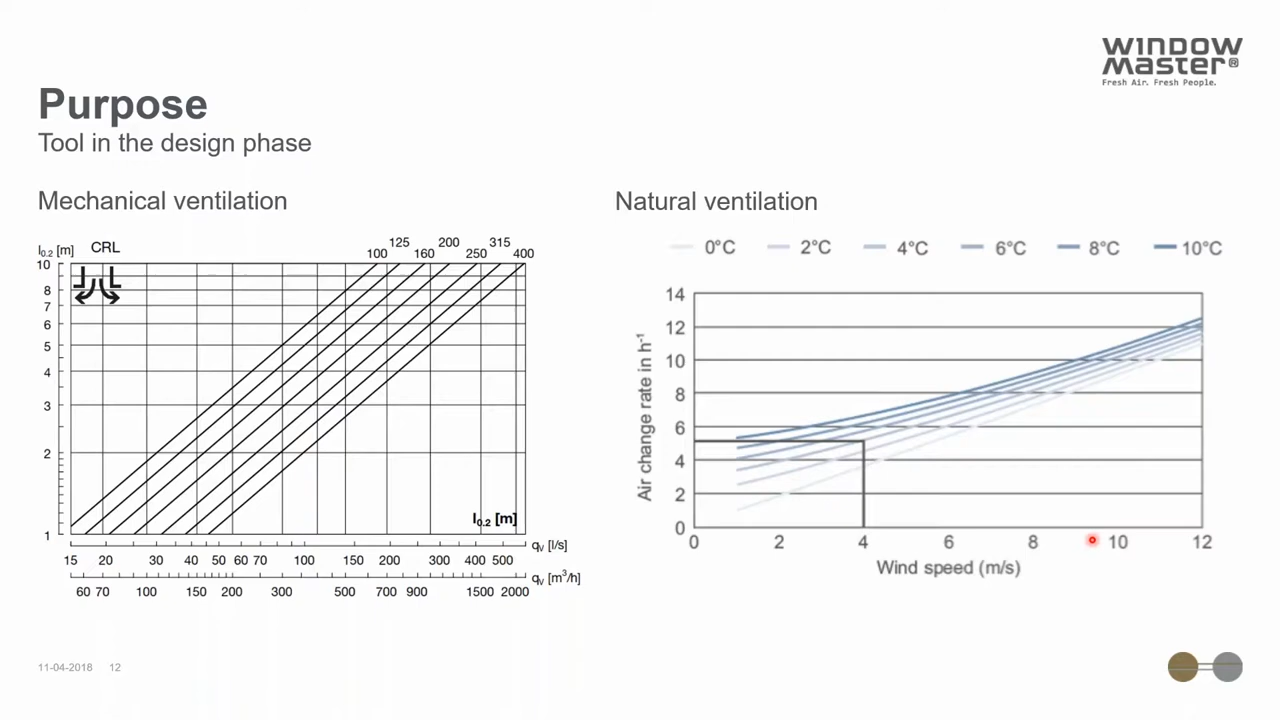 WINDOW
Master®
Fresh Air. Fresh People.
Purpose
Tool in the design phase
Mechanical ventilation
l0.2 [m] CRL
100 125 160 200 250 315 400
10
8
7
6
5
4
3
2
1
l0.2 [m]
15 20 30 40 50 60 70 100 150 200 300 400 500 qv [l/s]
60 70 100 150 200 300 500 700 900 1500 2000 qv [m³/h]
Natural ventilation
0°C 2°C 4°C 6°C 8°C 10°C
Air change rate in h⁻¹
14
12
10
8
6
4
2
0
0 2 4 6 8 10 12
Wind speed (m/s)
11-04-2018 12